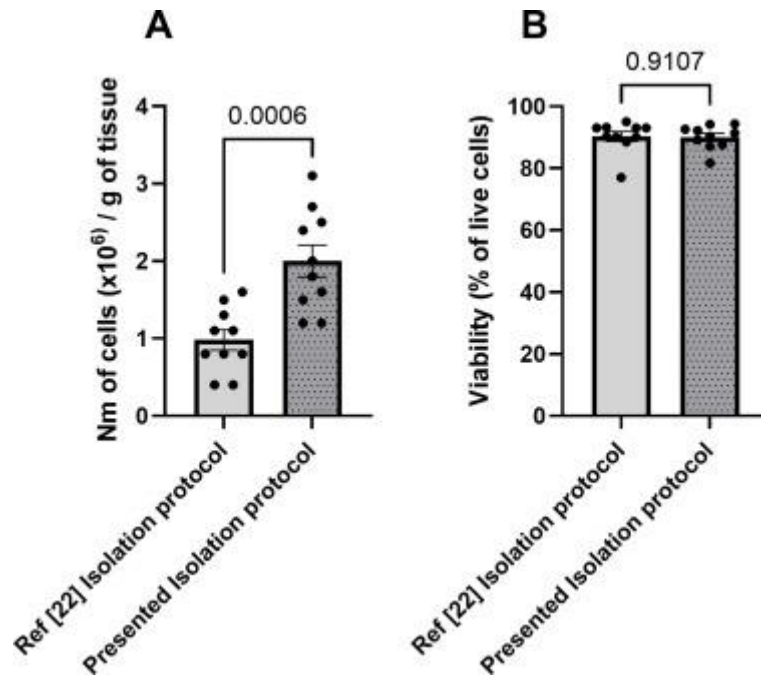 A
Nm of cells (x10⁶⁾ / g of tissue
4
3
2
1
0
0.0006
Ref [22] Isolation protocol
Presented Isolation protocol
B
Viability (% of live cells)
100
80
60
40
20
0
0.9107
Ref [22] Isolation protocol
Presented Isolation protocol